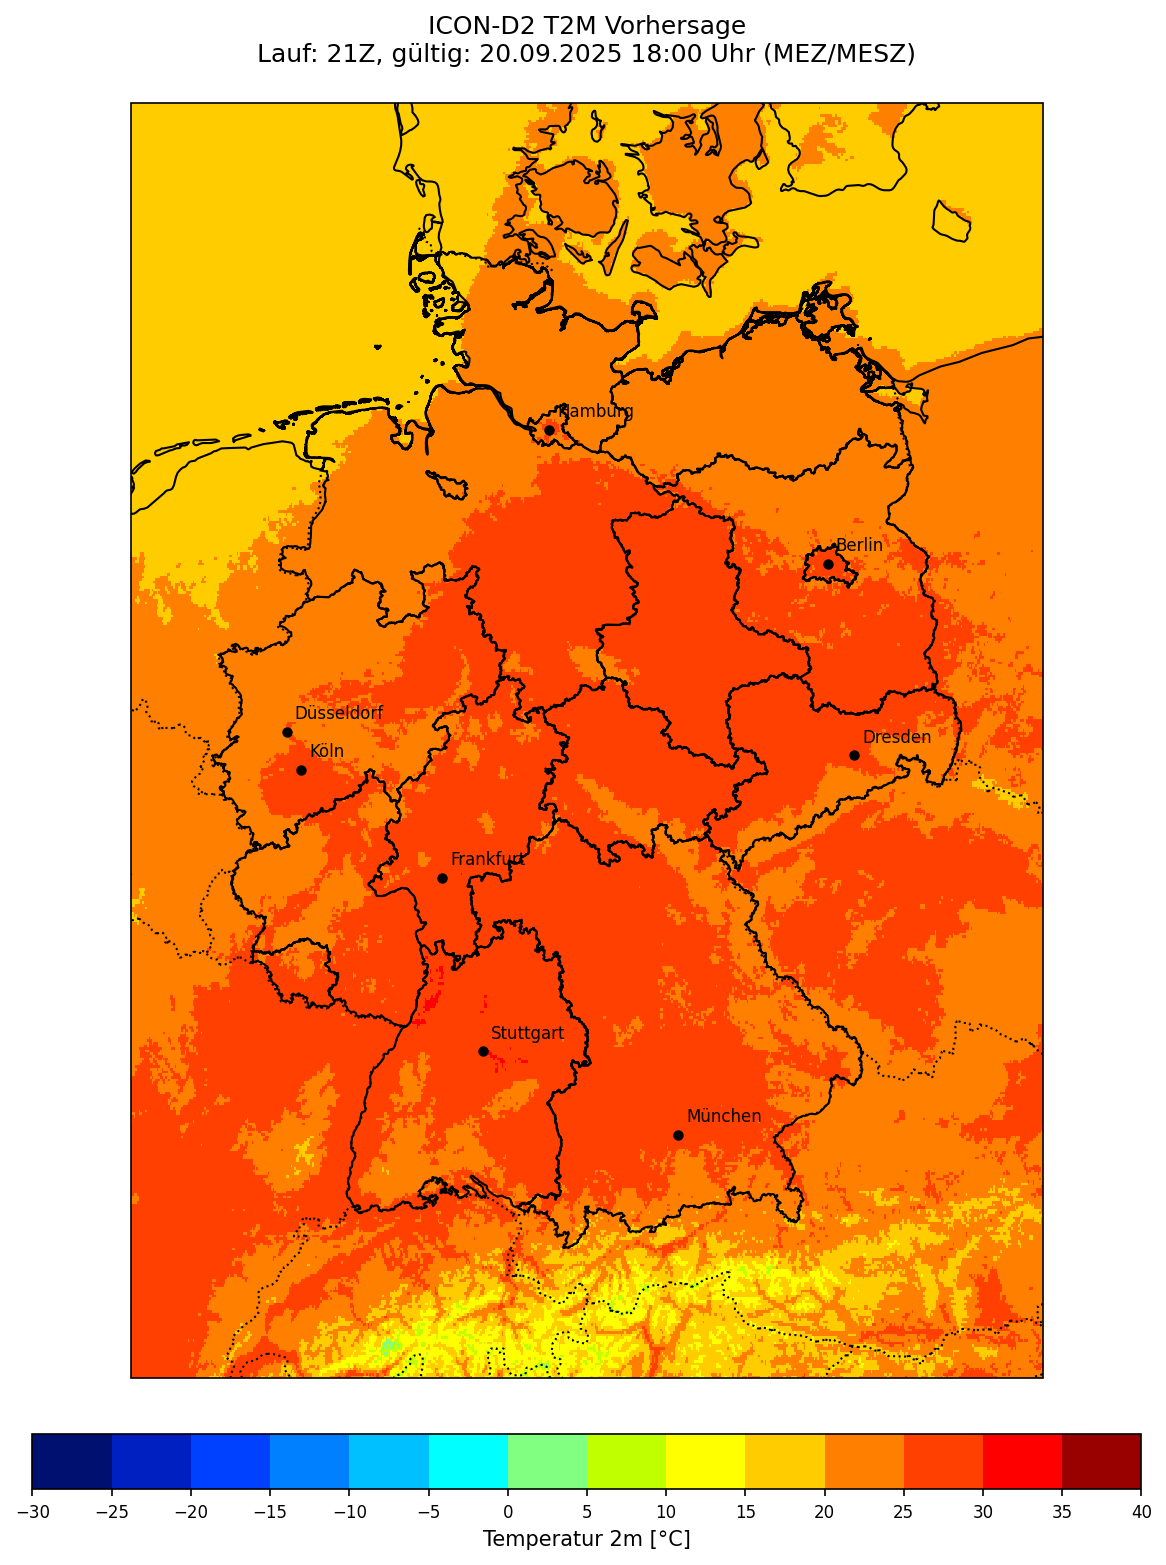 ICON-D2 T2M Vorhersage
Lauf: 21Z, gültig: 20.09.2025 18:00 Uhr (MEZ/MESZ)
Hamburg
Berlin
Düsseldorf
Dresden
Köln
Frankfurt
Stuttgart
München
−30 −25 −20 −15 −10 −5 0 5 10 15 20 25 30 35 40
Temperatur 2m [°C]